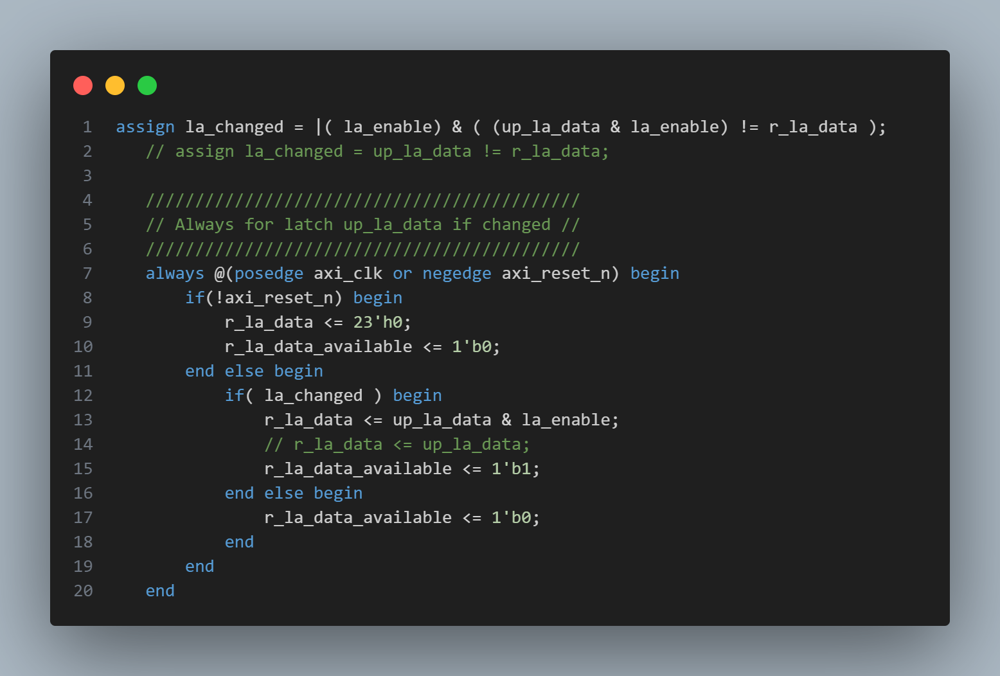 1 assign la_changed = |( la_enable) & ( (up_la_data & la_enable) != r_la_data );
2 // assign la_changed = up_la_data != r_la_data;
3
4 ////////////////////////////////////////////
5 // Always for latch up_la_data if changed //
6 ////////////////////////////////////////////
7 always @(posedge axi_clk or negedge axi_reset_n) begin
8 if(!axi_reset_n) begin
9 r_la_data <= 23'h0;
10 r_la_data_available <= 1'b0;
11 end else begin
12 if( la_changed ) begin
13 r_la_data <= up_la_data & la_enable;
14 // r_la_data <= up_la_data;
15 r_la_data_available <= 1'b1;
16 end else begin
17 r_la_data_available <= 1'b0;
18 end
19 end
20 end